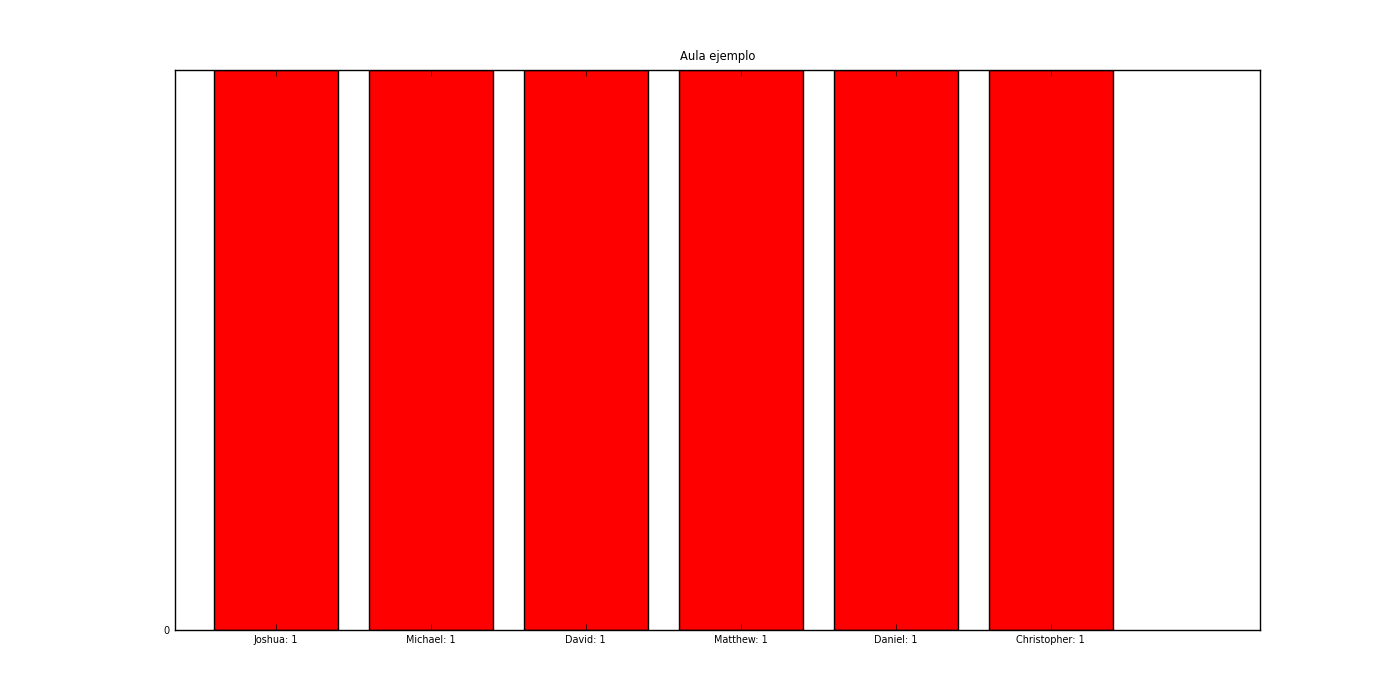 Aula ejemplo
0
Joshua: 1
Michael: 1
David: 1
Matthew: 1
Daniel: 1
Christopher: 1